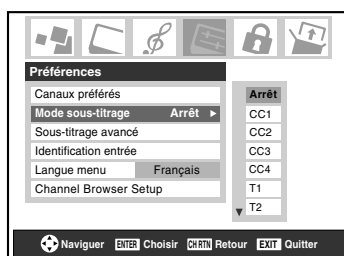 Préférences
Canaux préférés
Mode sous-titrage Arrêt ▶
Sous-titrage avancé
Identification entrée
Langue menu Français
Channel Browser Setup
Arrêt
CC1
CC2
CC3
CC4
T1
T2
Naviguer ENTER Choisir CH RTN Retour EXIT Quitter